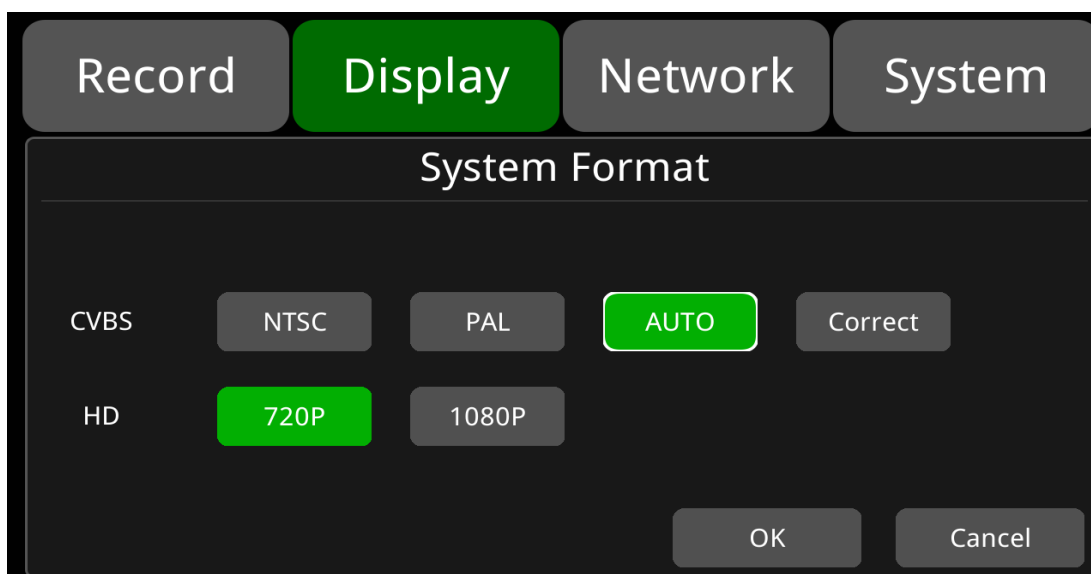 Record Display Network System
System Format
CVBS NTSC PAL AUTO Correct
HD 720P 1080P
OK Cancel